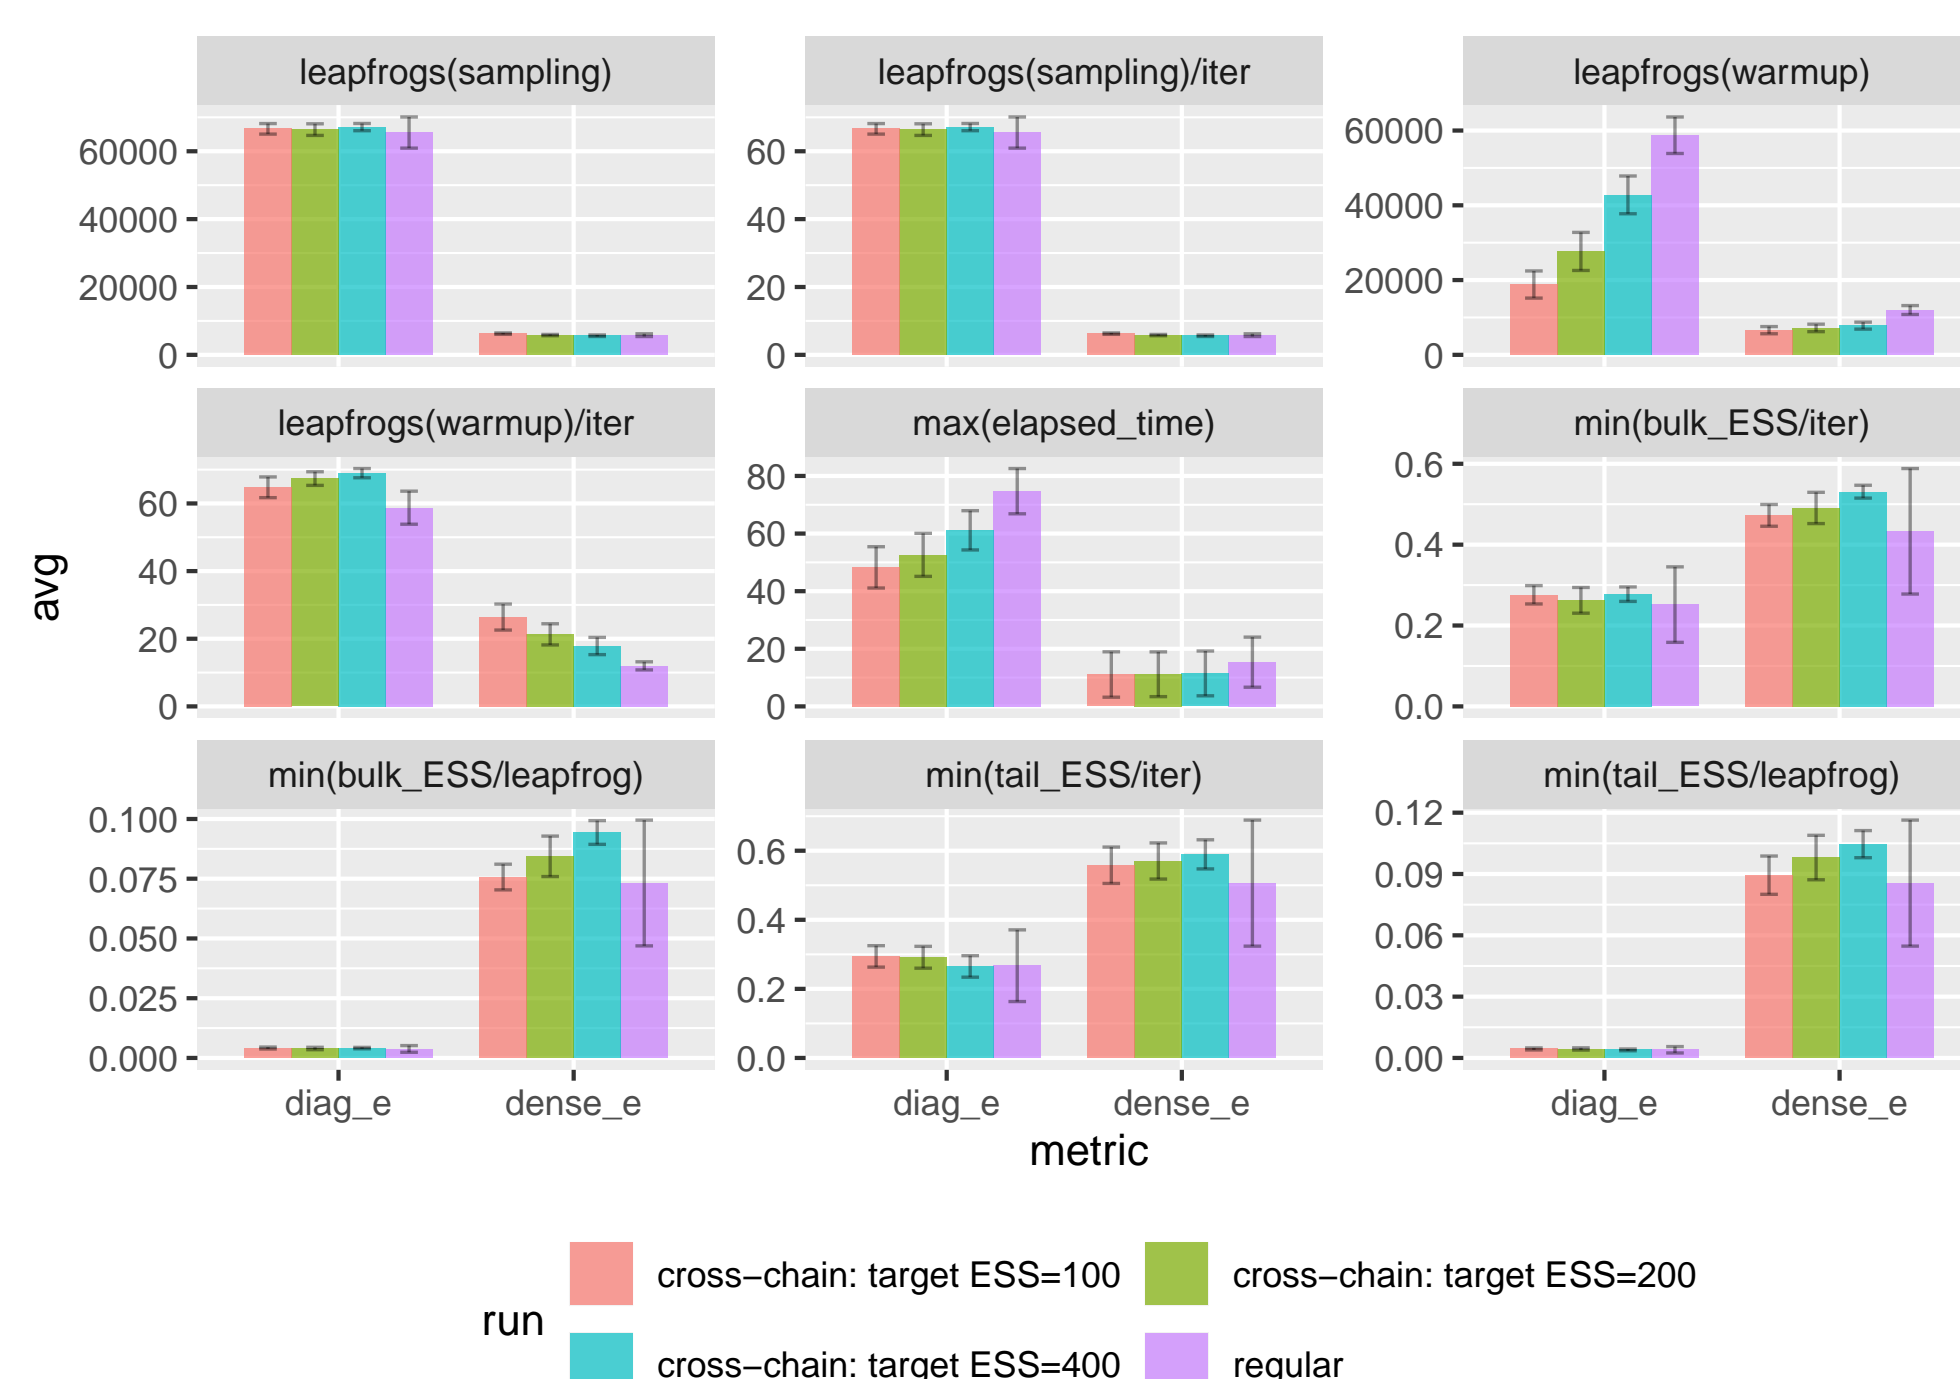 leapfrogs(sampling)
leapfrogs(sampling)/iter
leapfrogs(warmup)
60000
40000
20000
0
60
40
20
0
60000
40000
20000
0
leapfrogs(warmup)/iter
max(elapsed_time)
min(bulk_ESS/iter)
60
40
20
0
80
60
40
20
0
0.6
0.4
0.2
0.0
min(bulk_ESS/leapfrog)
min(tail_ESS/iter)
min(tail_ESS/leapfrog)
0.100
0.075
0.050
0.025
0.000
0.6
0.4
0.2
0.0
0.12
0.09
0.06
0.03
0.00
diag_e
dense_e
diag_e
dense_e
diag_e
dense_e
avg
metric
run
cross−chain: target ESS=100
cross−chain: target ESS=200
cross−chain: target ESS=400
regular